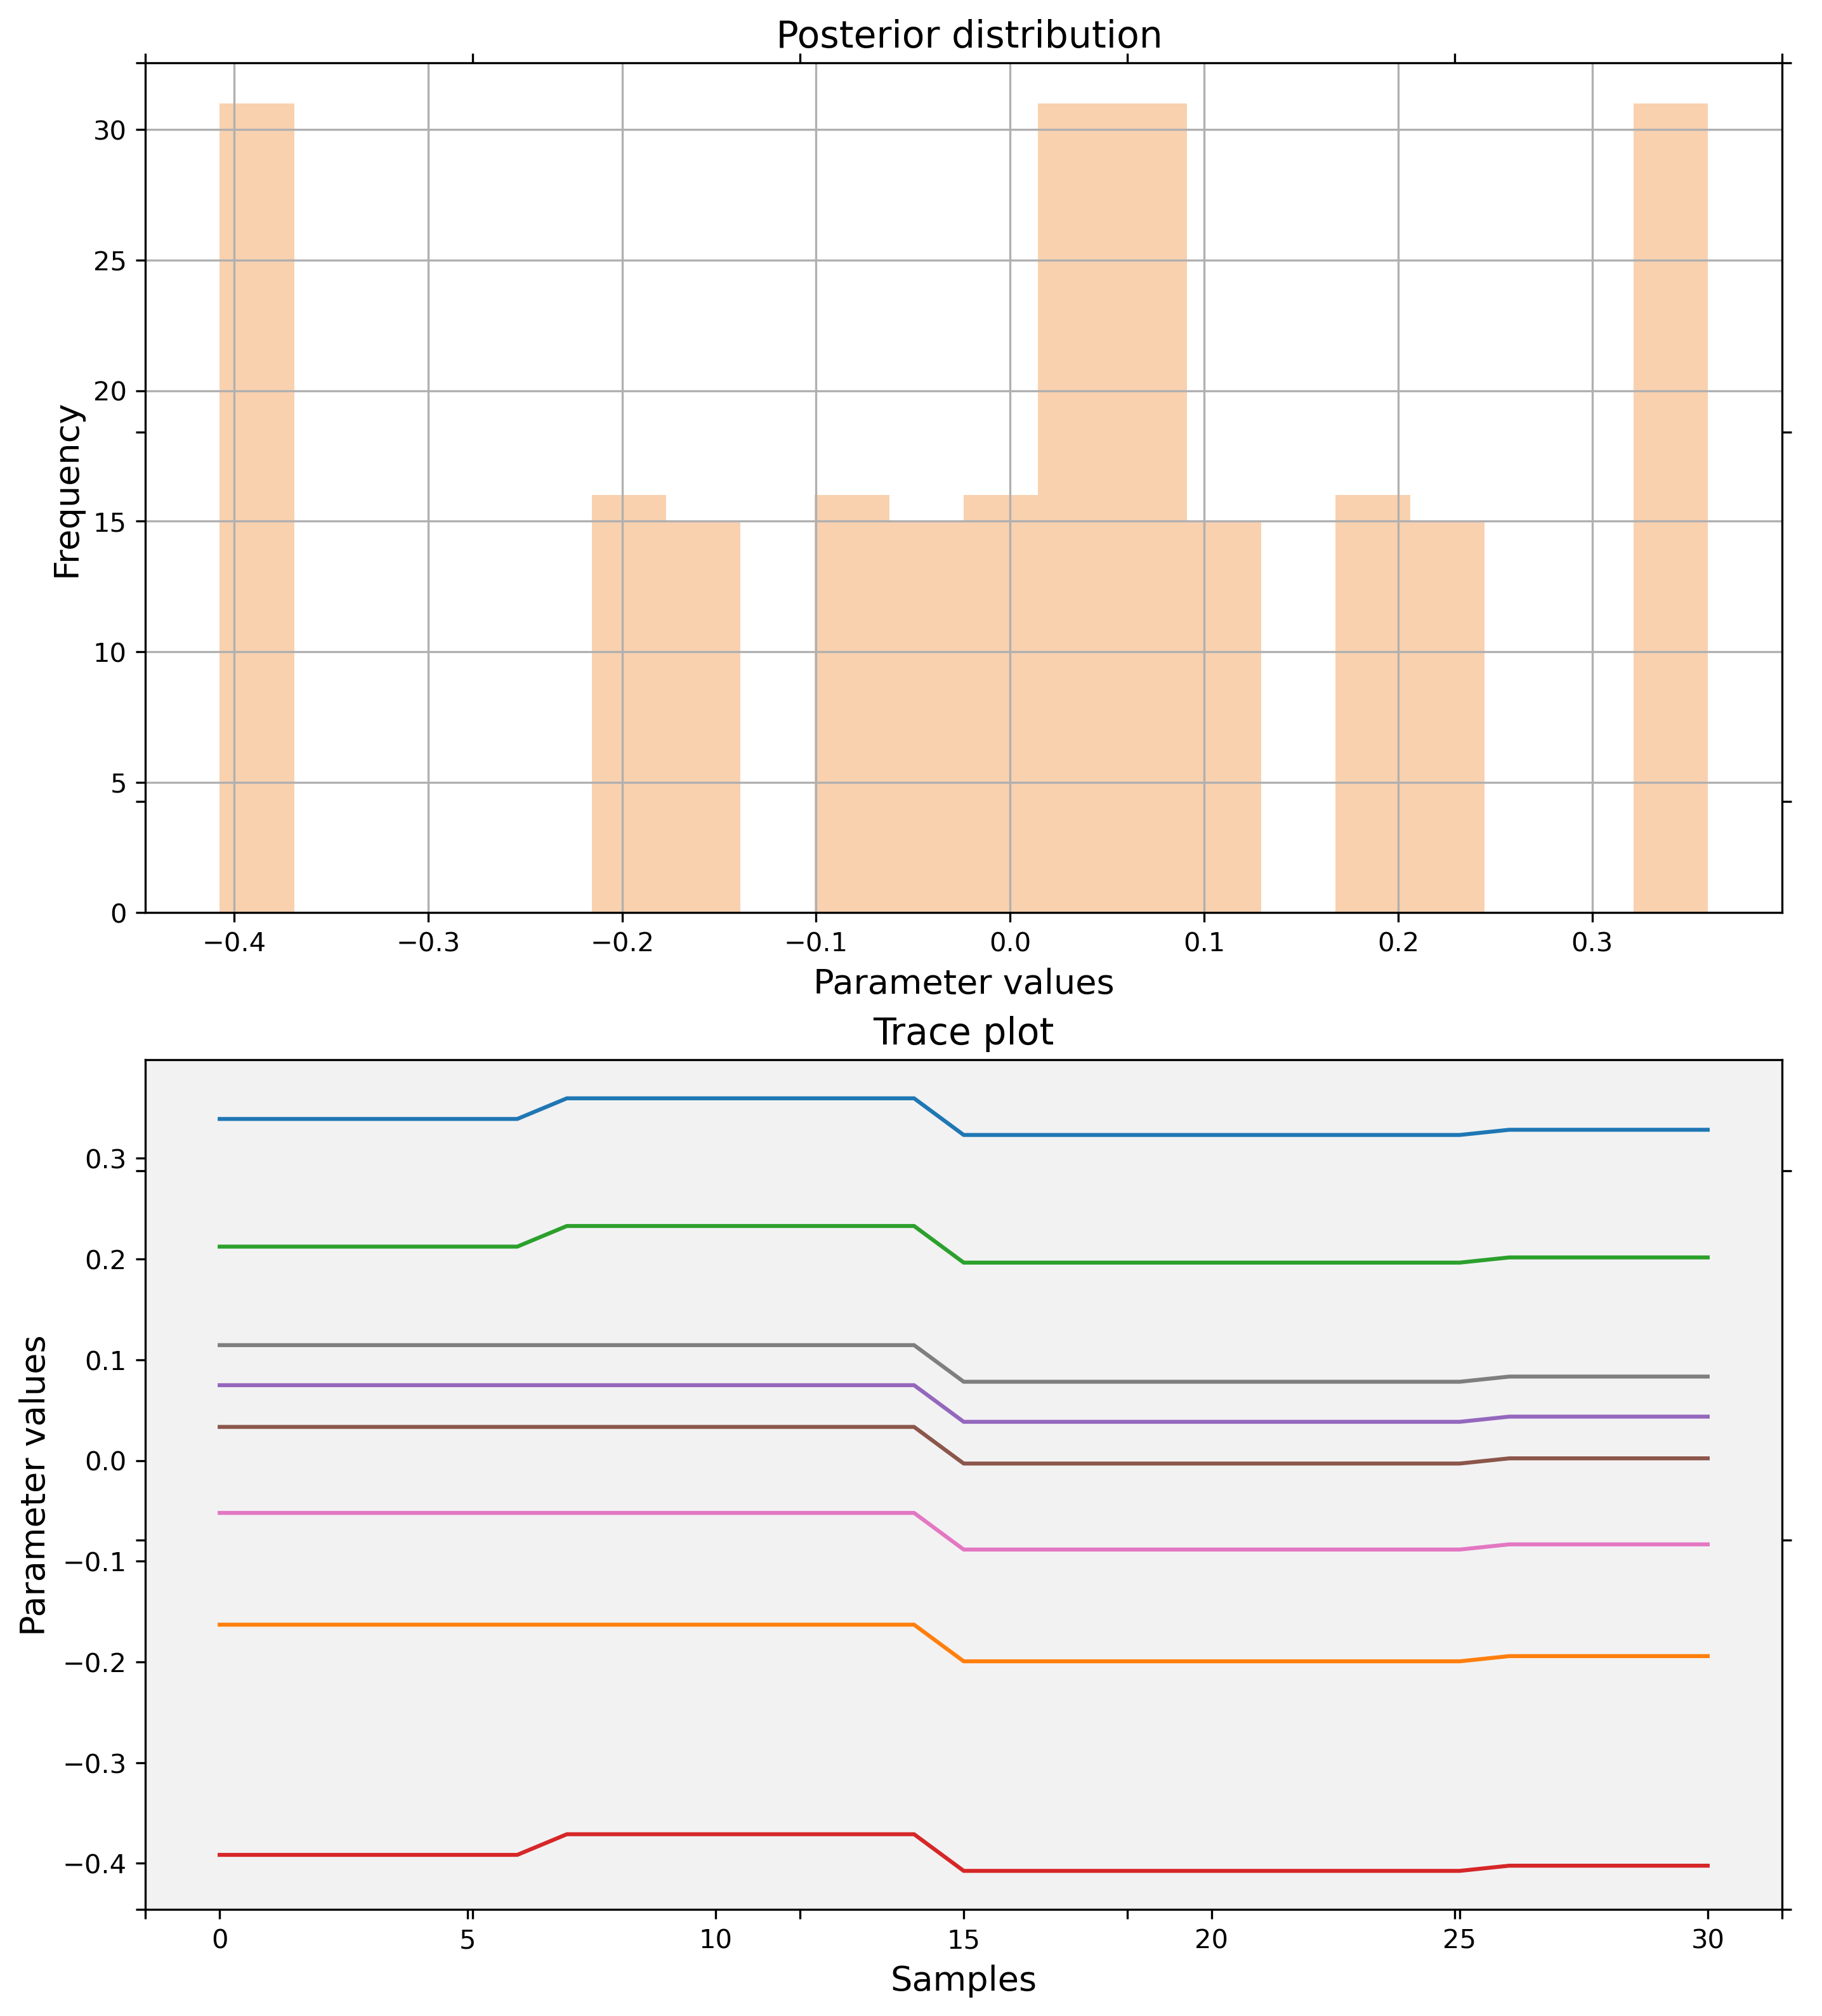 Posterior distribution
30
25
20
15
10
5
0
Frequency
−0.4 −0.3 −0.2 −0.1 0.0 0.1 0.2 0.3
Parameter values
Trace plot
0.3
0.2
0.1
0.0
−0.1
−0.2
−0.3
−0.4
Parameter values
0 5 10 15 20 25 30
Samples